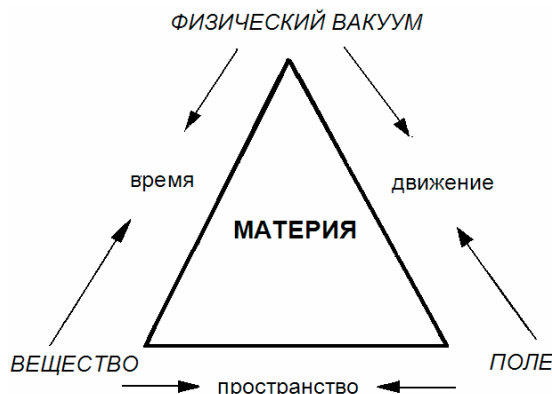 ФИЗИЧЕСКИЙ ВАКУУМ
время
движение
МАТЕРИЯ
ВЕЩЕСТВО
ПОЛЕ
пространство